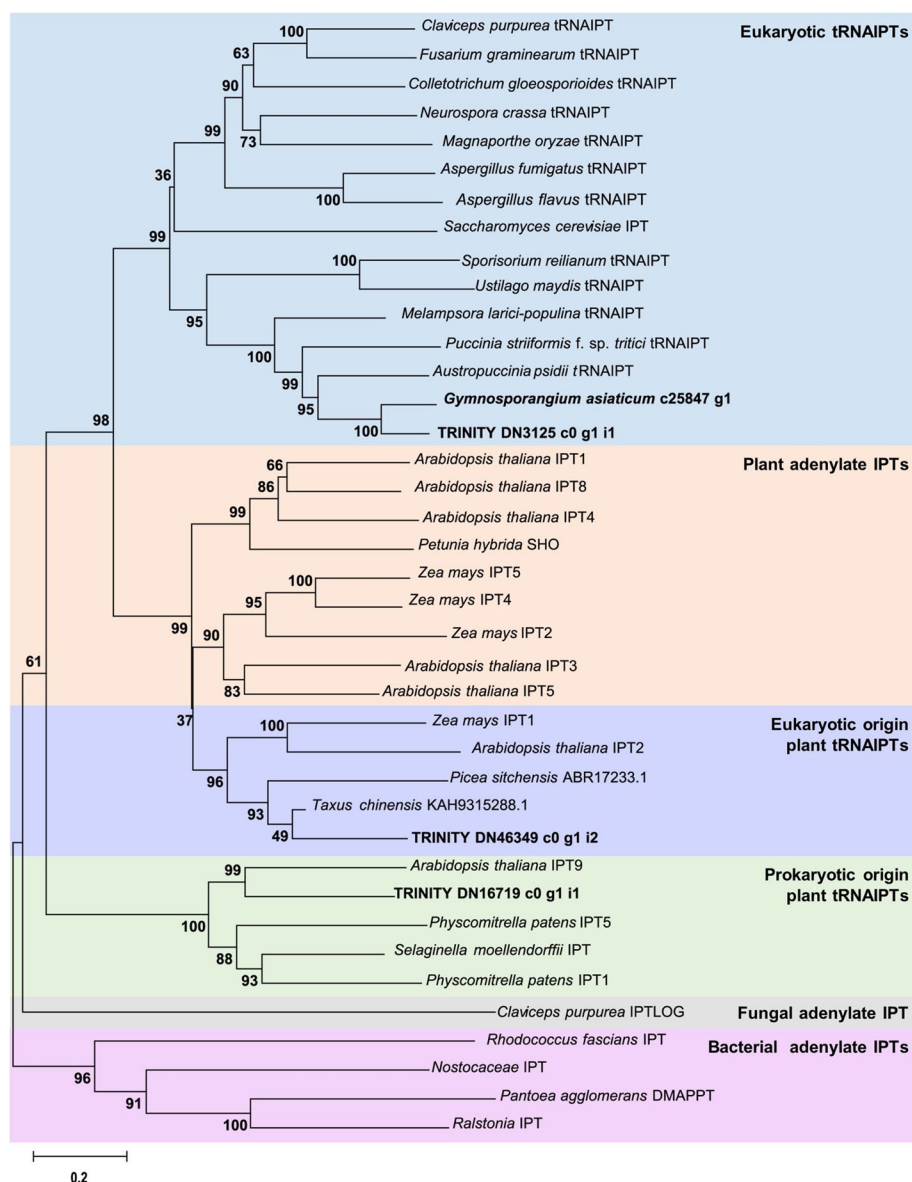 Claviceps purpurea tRNAIPT
Eukaryotic tRNAIPTs
100
63
Fusarium graminearum tRNAIPT
90
Colletotrichum gloeosporioides tRNAIPT
Neurospora crassa tRNAIPT
99
73
Magnaporthe oryzae tRNAIPT
36
Aspergillus fumigatus tRNAIPT
100
Aspergillus flavus tRNAIPT
Saccharomyces cerevisiae IPT
99
100
Sporisorium reilianum tRNAIPT
Ustilago maydis tRNAIPT
95
Melampsora larici-populina tRNAIPT
100
Puccinia striiformis f. sp. tritici tRNAIPT
99
Austropuccinia psidii tRNAIPT
95
Gymnosporangium asiaticum c25847 g1
98
100
TRINITY DN3125 c0 g1 i1
66
Arabidopsis thaliana IPT1
Plant adenylate IPTs
86
Arabidopsis thaliana IPT8
99
Arabidopsis thaliana IPT4
Petunia hybrida SHO
100
Zea mays IPT5
95
Zea mays IPT4
99
90
Zea mays IPT2
61
Arabidopsis thaliana IPT3
83
Arabidopsis thaliana IPT5
37
100
Zea mays IPT1
Eukaryotic origin
plant tRNAIPTs
Arabidopsis thaliana IPT2
96
Picea sitchensis ABR17233.1
93
Taxus chinensis KAH9315288.1
49
TRINITY DN46349 c0 g1 i2
99
Arabidopsis thaliana IPT9
Prokaryotic origin
plant tRNAIPTs
TRINITY DN16719 c0 g1 i1
100
Physcomitrella patens IPT5
88
Selaginella moellendorffii IPT
93
Physcomitrella patens IPT1
Claviceps purpurea IPTLOG
Fungal adenylate IPT
Rhodococcus fascians IPT
Bacterial adenylate IPTs
96
Nostocaceae IPT
91
Pantoea agglomerans DMAPPT
100
Ralstonia IPT
0.2